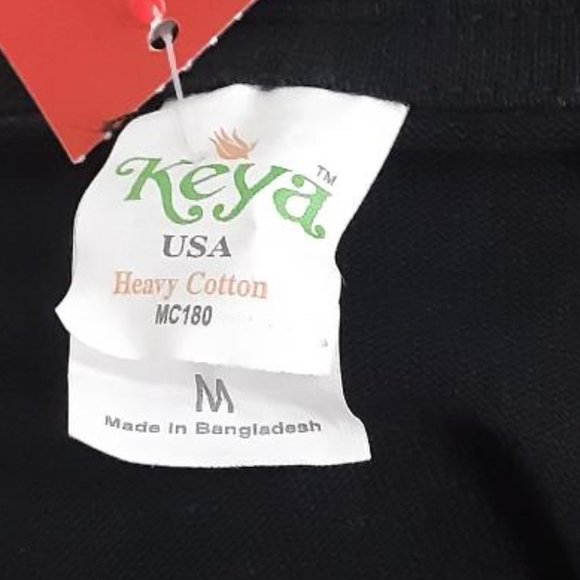 Keya™
USA
Heavy Cotton
MC180
M
Made in Bangladesh